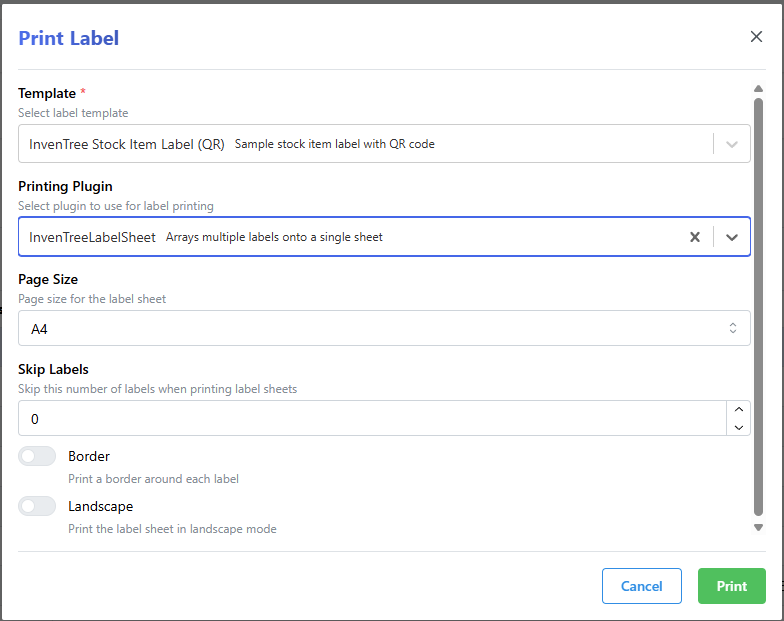 Print Label
Template *
Select label template
InvenTree Stock Item Label (QR) Sample stock item label with QR code
Printing Plugin
Select plugin to use for label printing
InvenTreeLabelSheet Arrays multiple labels onto a single sheet
Page Size
Page size for the label sheet
A4
Skip Labels
Skip this number of labels when printing label sheets
0
Border
Print a border around each label
Landscape
Print the label sheet in landscape mode
Cancel Print